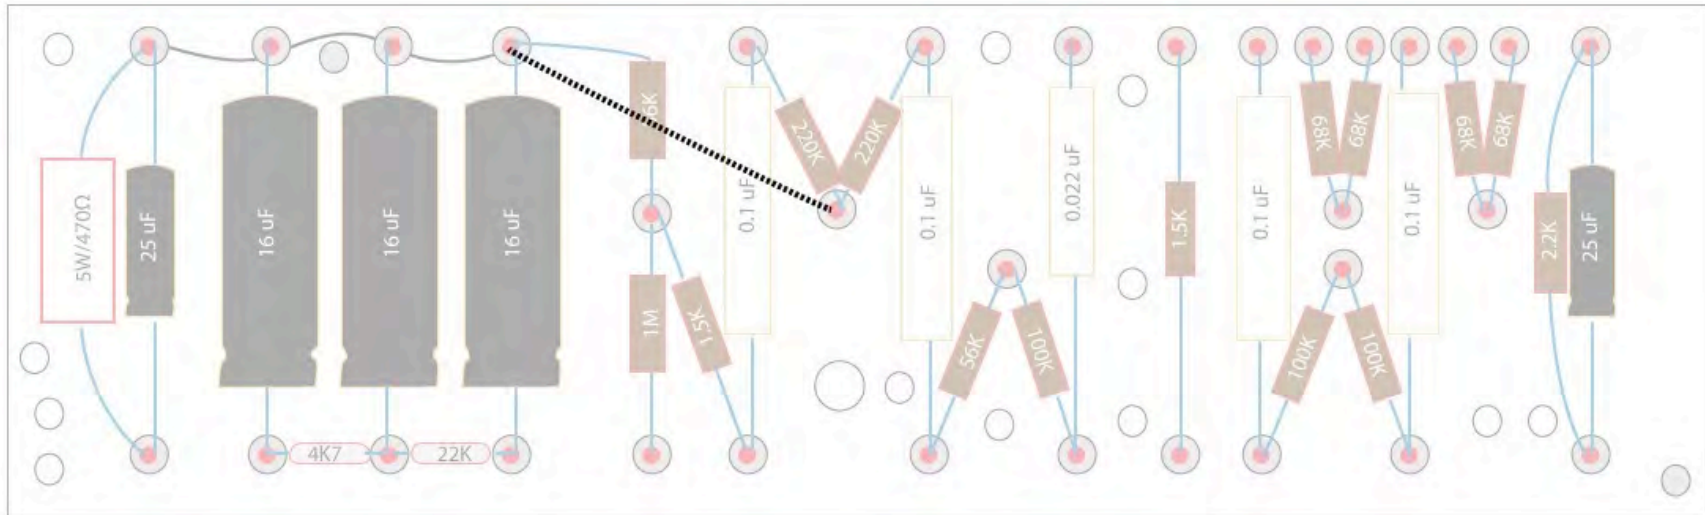 5W/470Ω
25 uF
16 uF
16 uF
16 uF
4K7
22K
1M
1.5K
0.1 uF
220K
220K
0.1 uF
56K
100K
0.022 uF
1.5K
0.1 uF
68K
68K
100K
100K
0.1 uF
68K
68K
2.2K
25 uF